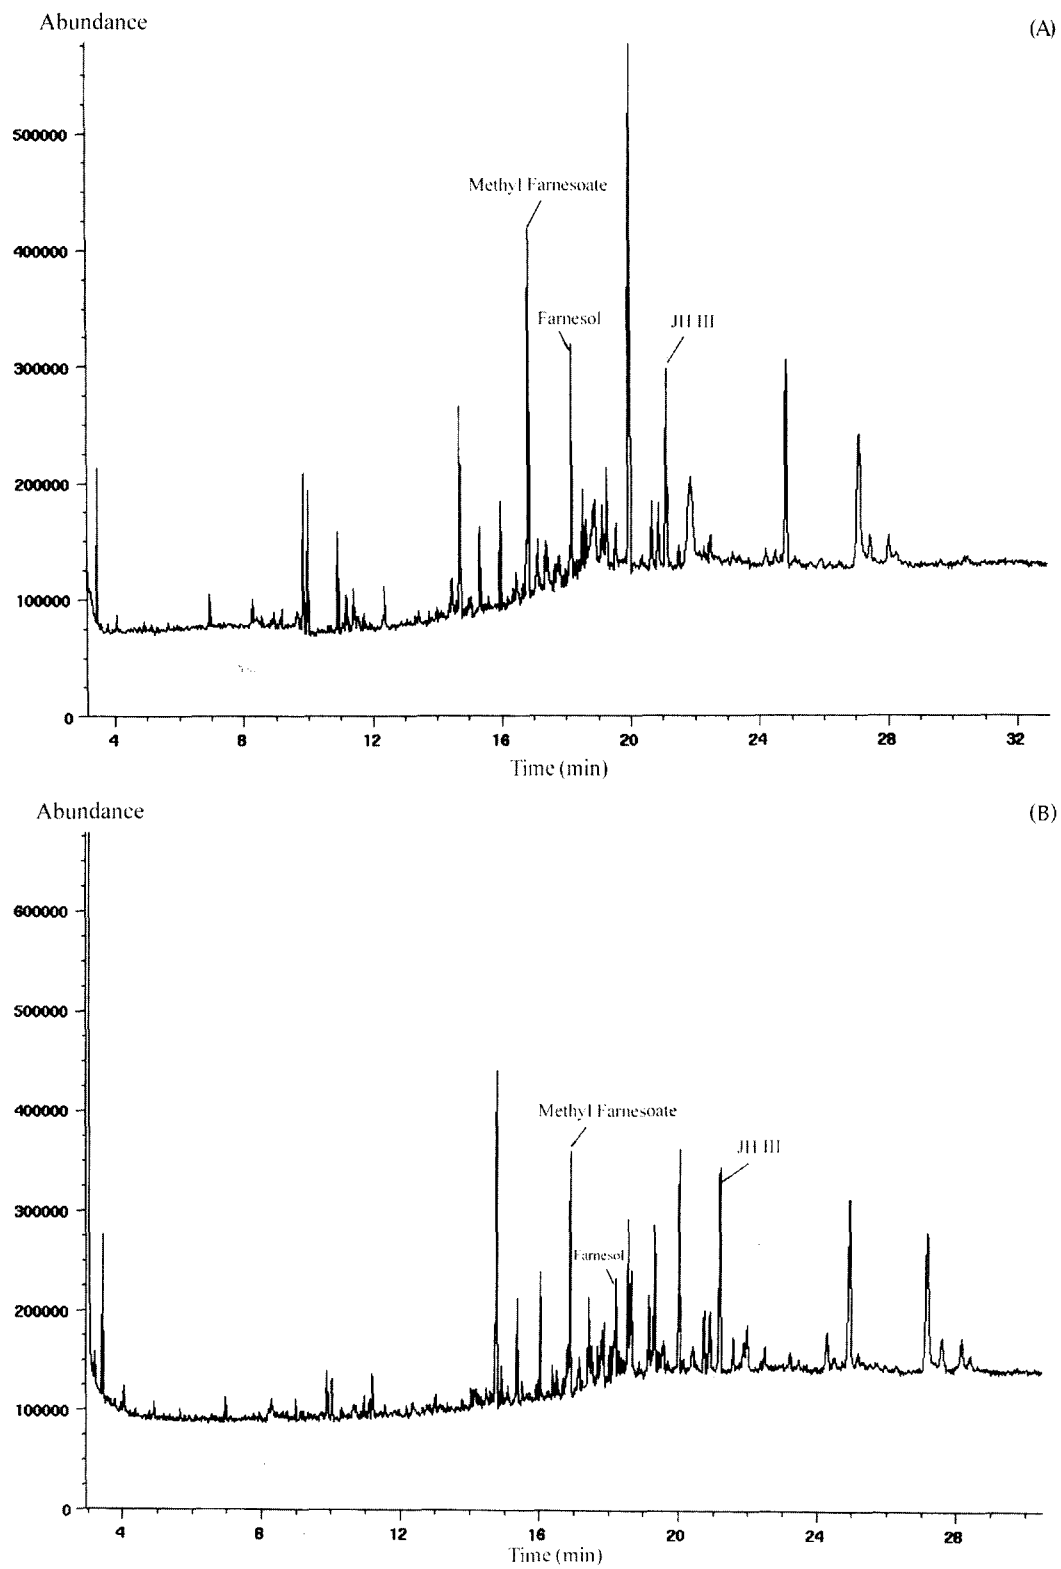 Abundance
(A)
500000
Methyl Farnesoate
400000
Farnesol
JH III
300000
200000
100000
0
4 8 12 16 20 24 28 32
Time (min)
Abundance
(B)
600000
500000
400000
Methyl Farnesoate
JH III
300000
Farnesol
200000
100000
0
4 8 12 16 20 24 28
Time (min)